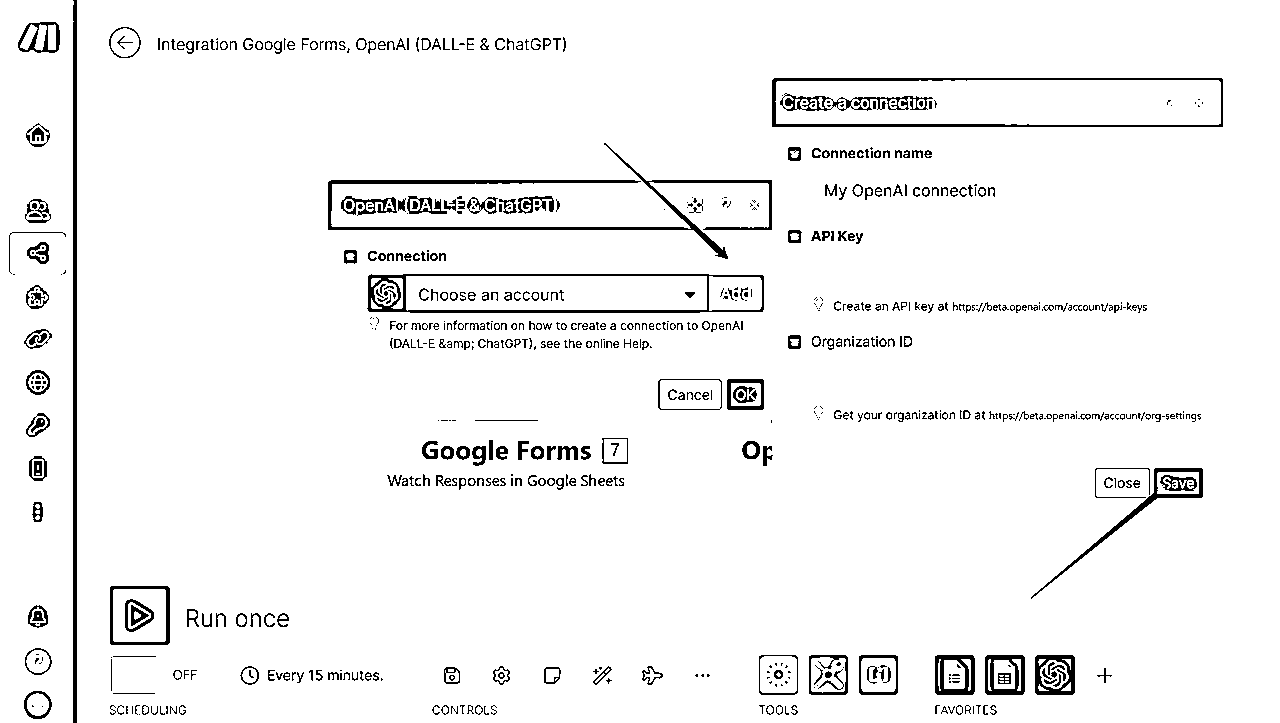 Integration Google Forms, OpenAI (DALL-E & ChatGPT)
Create a connection
Connection name
My OpenAI connection
API Key
Create an API key at https://beta.openai.com/account/api-keys
Organization ID
Get your organization ID at https://beta.openai.com/account/org-settings
Close
Save
OpenAI (DALL-E & ChatGPT)
Connection
Choose an account
Add
For more information on how to create a connection to OpenAI
(DALL-E &amp; ChatGPT), see the online Help.
Cancel
OK
Google Forms 7
Op
Watch Responses in Google Sheets
Run once
OFF
Every 15 minutes.
SCHEDULING
CONTROLS
TOOLS
FAVORITES